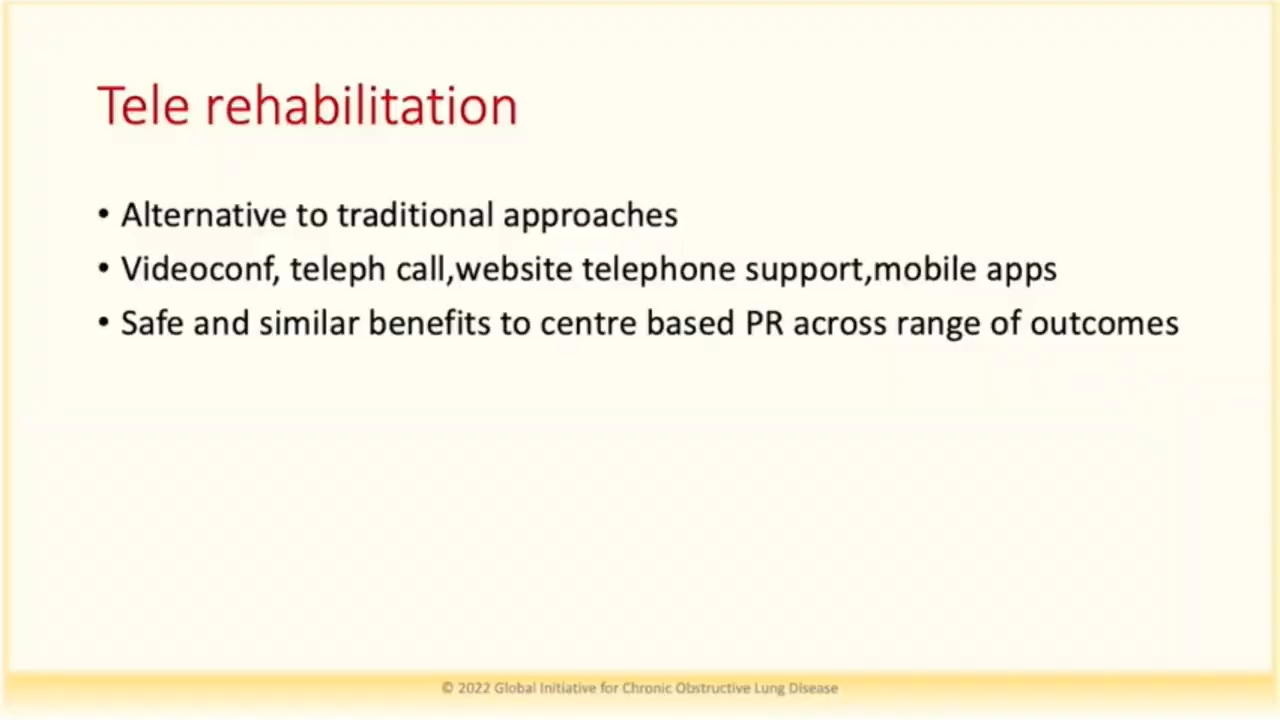 Tele rehabilitation
• Alternative to traditional approaches
• Videoconf, teleph call,website telephone support,mobile apps
• Safe and similar benefits to centre based PR across range of outcomes
© 2022 Global Initiative for Chronic Obstructive Lung Disease